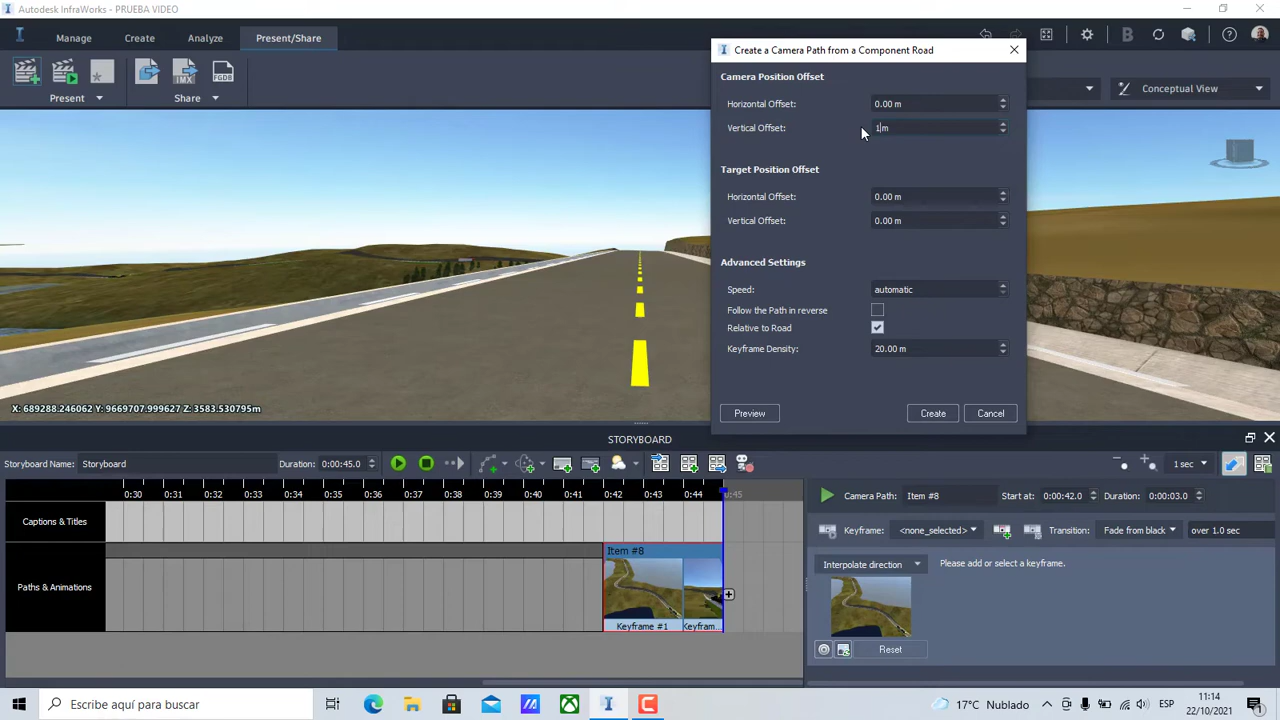 Autodesk InfraWorks - PRUEBA VIDEO
Manage
Create
Analyze
Present/Share
Present
IMX
FGDB
Share
Conceptual View
Create a Camera Path from a Component Road
Camera Position Offset
Horizontal Offset: 0.00 m
Vertical Offset: 1m
Target Position Offset
Horizontal Offset: 0.00 m
Vertical Offset: 0.00 m
Advanced Settings
Speed: automatic
Follow the Path in reverse
Relative to Road
Keyframe Density: 20.00 m
Preview
Create
Cancel
X: 689288.246062 Y: 9669707.999627 Z: 3583.530795m
STORYBOARD
Storyboard Name: Storyboard Duration: 0:00:45.0 1 sec
0:30 0:31 0:32 0:33 0:34 0:35 0:36 0:37 0:38 0:39 0:40 0:41 0:42 0:43 0:44 0:45
Captions & Titles
Paths & Animations
Item #8
Keyframe #1
Keyfram...
Camera Path: Item #8 Start at: 0:00:42.0 Duration: 0:00:03.0
Keyframe: <none_selected> Transition: Fade from black over 1.0 sec
Interpolate direction
Please add or select a keyframe.
Reset
Escribe aquí para buscar
17°C Nublado
ESP
11:14
22/10/2021
1